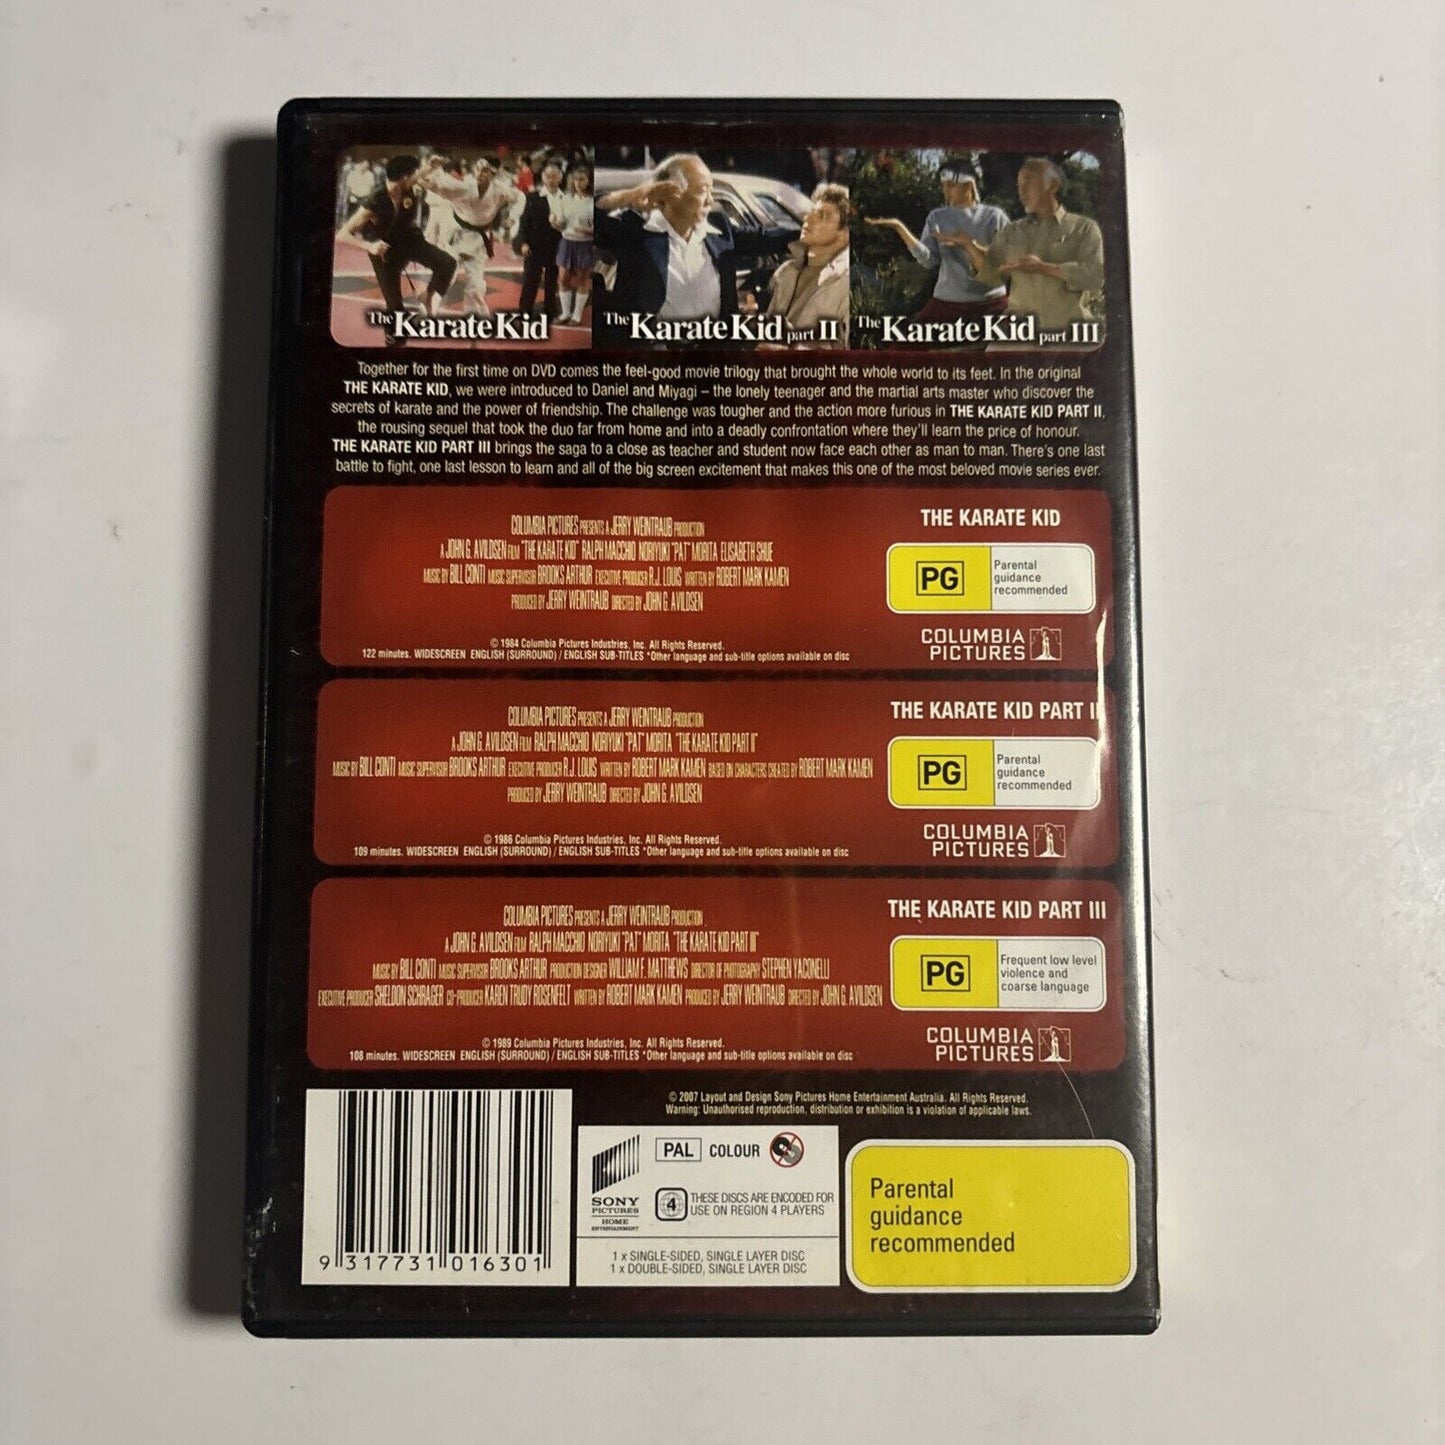 The Karate Kid
The Karate Kid part II
The Karate Kid part III
Together for the first time on DVD comes the feel-good movie trilogy that brought the whole world to its feet. In the original
THE KARATE KID, we were introduced to Daniel and Miyagi – the lonely teenager and the martial arts master who discover the
secrets of karate and the power of friendship. The challenge was tougher and the action more furious in THE KARATE KID PART II,
the rousing sequel that took the duo far from home and into a deadly confrontation where they'll learn the price of honour.
THE KARATE KID PART III brings the saga to a close as teacher and student now face each other as man to man. There's one last
battle to fight, one last lesson to learn and all of the big screen excitement that makes this one of the most beloved movie series ever.
COLUMBIA PICTURES PRESENTS A JERRY WEINTRAUB PRODUCTION
A JOHN G. AVILDSEN FILM "THE KARATE KID" RALPH MACCHIO NORIYUKI "PAT" MORITA ELISABETH SHUE
MUSIC BY BILL CONTI MUSIC SUPERVISOR BROOKS ARTHUR EXECUTIVE PRODUCER R.J. LOUIS WRITTEN BY ROBERT MARK KAMEN
PRODUCED BY JERRY WEINTRAUB DIRECTED BY JOHN G. AVILDSEN
© 1984 Columbia Pictures Industries, Inc. All Rights Reserved.
122 minutes. WIDESCREEN ENGLISH (SURROUND) / ENGLISH SUB-TITLES *Other language and sub-title options available on disc
THE KARATE KID
PG
Parental
guidance
recommended
COLUMBIA
PICTURES
COLUMBIA PICTURES PRESENTS A JERRY WEINTRAUB PRODUCTION
A JOHN G. AVILDSEN FILM RALPH MACCHIO NORIYUKI "PAT" MORITA "THE KARATE KID PART II"
MUSIC BY BILL CONTI MUSIC SUPERVISOR BROOKS ARTHUR EXECUTIVE PRODUCER R.J. LOUIS WRITTEN BY ROBERT MARK KAMEN BASED ON CHARACTERS CREATED BY ROBERT MARK KAMEN
PRODUCED BY JERRY WEINTRAUB DIRECTED BY JOHN G. AVILDSEN
© 1986 Columbia Pictures Industries, Inc. All Rights Reserved.
109 minutes. WIDESCREEN ENGLISH (SURROUND) / ENGLISH SUB-TITLES *Other language and sub-title options available on disc
THE KARATE KID PART II
PG
Parental
guidance
recommended
COLUMBIA
PICTURES
COLUMBIA PICTURES PRESENTS A JERRY WEINTRAUB PRODUCTION
A JOHN G. AVILDSEN FILM RALPH MACCHIO NORIYUKI "PAT" MORITA "THE KARATE KID PART III"
MUSIC BY BILL CONTI MUSIC SUPERVISOR BROOKS ARTHUR PRODUCTION DESIGNER WILLIAM F. MATTHEWS DIRECTOR OF PHOTOGRAPHY STEPHEN YACONELLI
EXECUTIVE PRODUCER SHELDON SCHRAGER CO-PRODUCER KAREN TRUDY ROSENFELT WRITTEN BY ROBERT MARK KAMEN PRODUCED BY JERRY WEINTRAUB DIRECTED BY JOHN G. AVILDSEN
© 1989 Columbia Pictures Industries, Inc. All Rights Reserved.
108 minutes. WIDESCREEN ENGLISH (SURROUND) / ENGLISH SUB-TITLES *Other language and sub-title options available on disc
THE KARATE KID PART III
PG
Frequent low level
violence and
coarse language
COLUMBIA
PICTURES
© 2007 Layout and Design Sony Pictures Home Entertainment Australia. All Rights Reserved.
Warning: Unauthorised reproduction, distribution or exhibition is a violation of applicable laws.
9 317731 016301
SONY
PICTURES
HOME
ENTERTAINMENT
PAL COLOUR
4
THESE DISCS ARE ENCODED FOR
USE ON REGION 4 PLAYERS
1 x SINGLE-SIDED, SINGLE LAYER DISC
1 x DOUBLE-SIDED, SINGLE LAYER DISC
Parental
guidance
recommended